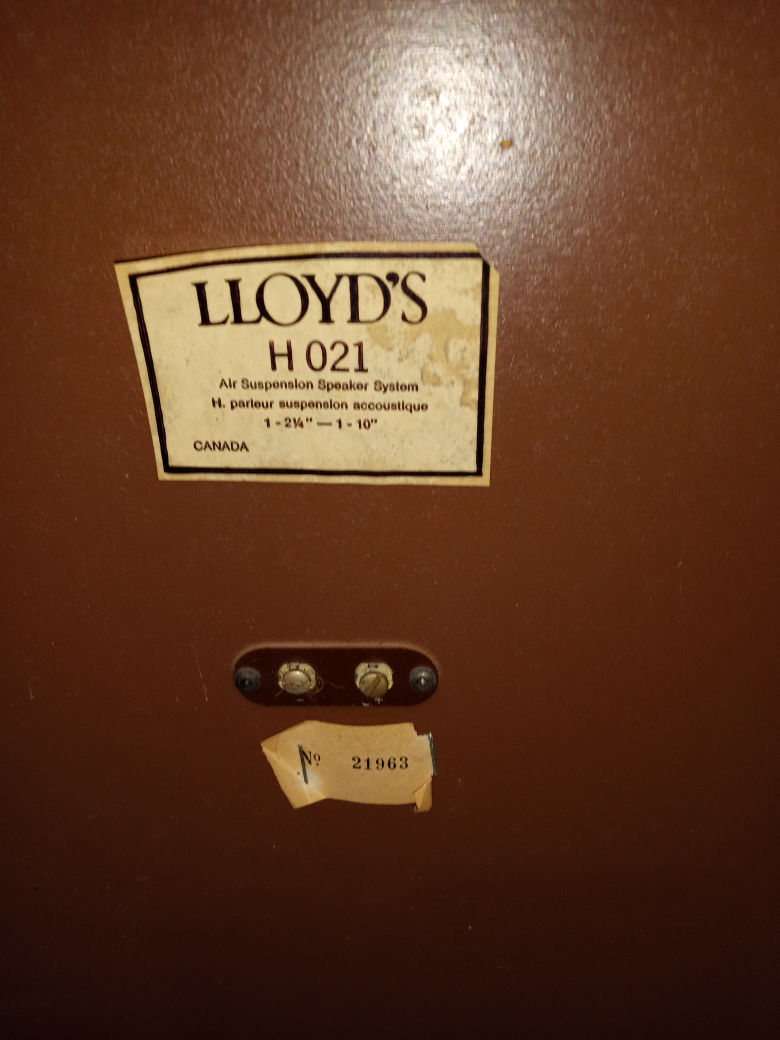 LLOYD'S
H 021
Air Suspension Speaker System
H. parleur suspension accoustique
1 - 2¼" — 1 - 10"
CANADA
- +
Nº 21963